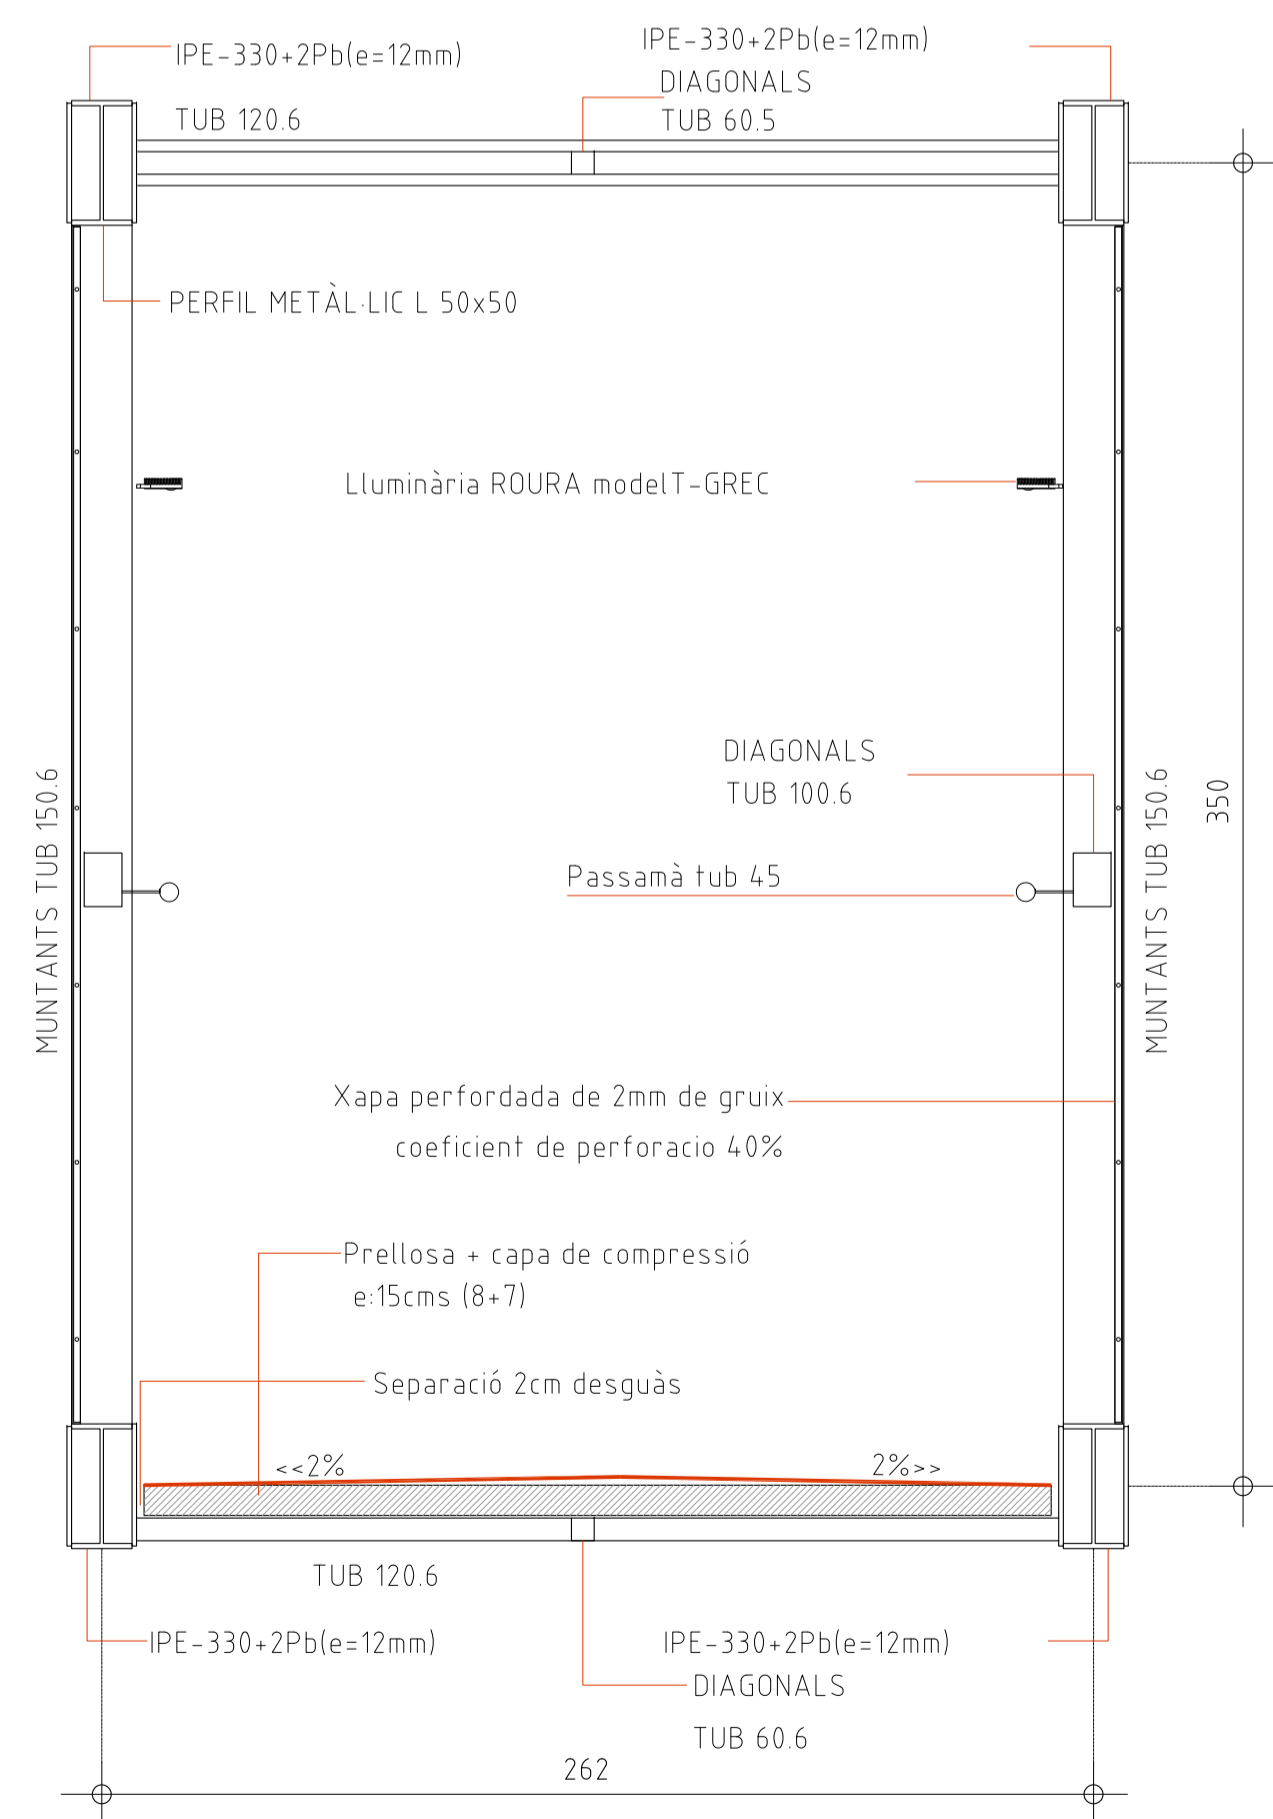 IPE-330+2Pb(e=12mm)
IPE-330+2Pb(e=12mm)
DIAGONALS
TUB 120.6
TUB 60.5
PERFIL METÀL·LIC L 50x50
Lluminària ROURA modelT-GREC
DIAGONALS
TUB 100.6
MUNTANTS TUB 150.6
MUNTANTS TUB 150.6
350
Passamà tub 45
Xapa perfordada de 2mm de gruix
coeficient de perforacio 40%
Prellosa + capa de compressió
e:15cms (8+7)
Separació 2cm desguàs
<<2%
2%>>
TUB 120.6
IPE-330+2Pb(e=12mm)
IPE-330+2Pb(e=12mm)
DIAGONALS
TUB 60.6
262